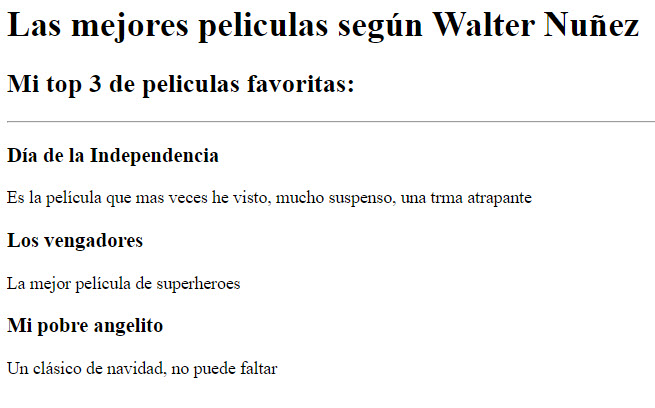 Las mejores peliculas según Walter Nuñez
Mi top 3 de peliculas favoritas:
Día de la Independencia
Es la película que mas veces he visto, mucho suspenso, una trma atrapante
Los vengadores
La mejor película de superheroes
Mi pobre angelito
Un clásico de navidad, no puede faltar